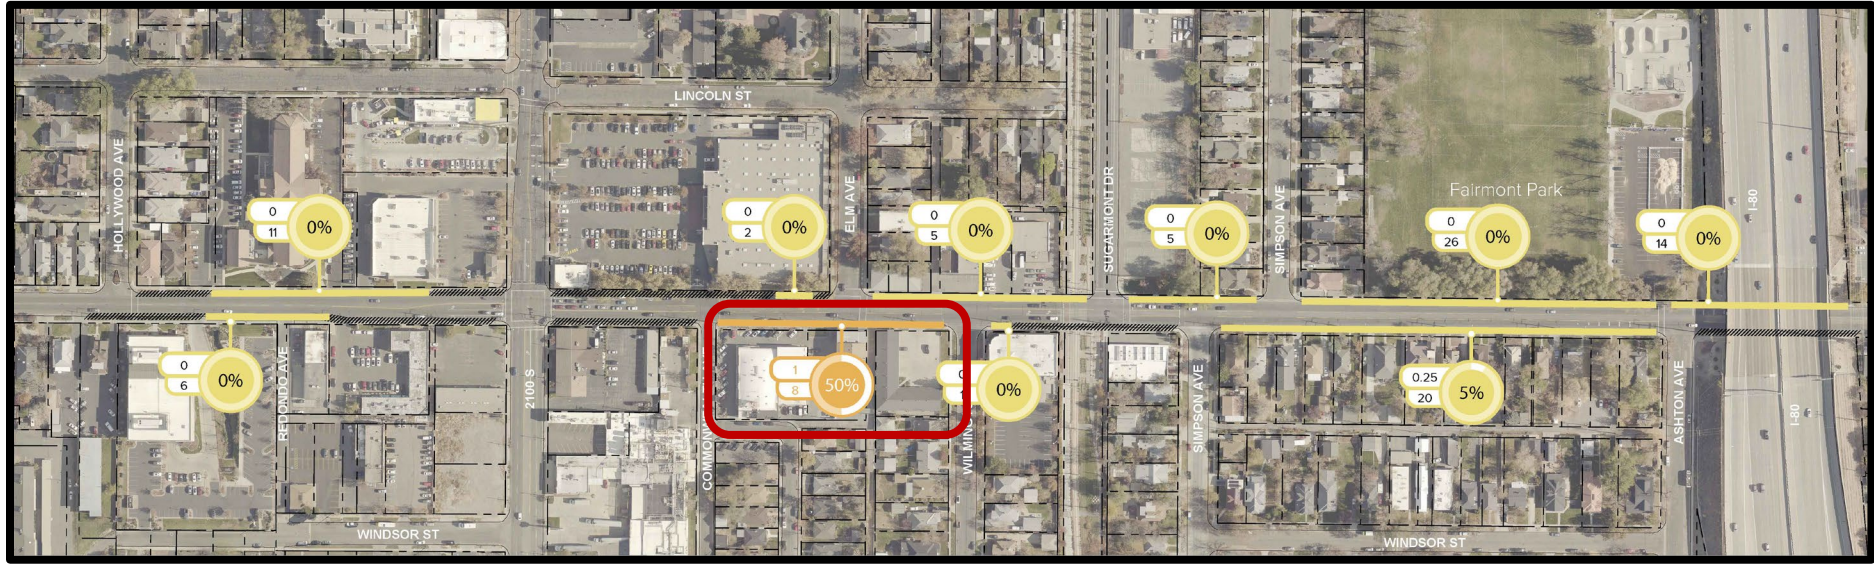 LINCOLN ST
HOLLYWOOD AVE
ELM AVE
SUGARMONT DR
SIMPSON AVE
Fairmont Park
I-80
0
11
0%
0
2
0%
0
5
0%
0
5
0%
0
26
0%
0
14
0%
0
6
0%
REDONDO AVE
2100 S
1
8
50%
0%
SIMPSON AVE
0.25
20
5%
ASHTON AVE
I-80
WINDSOR ST
WINDSOR ST